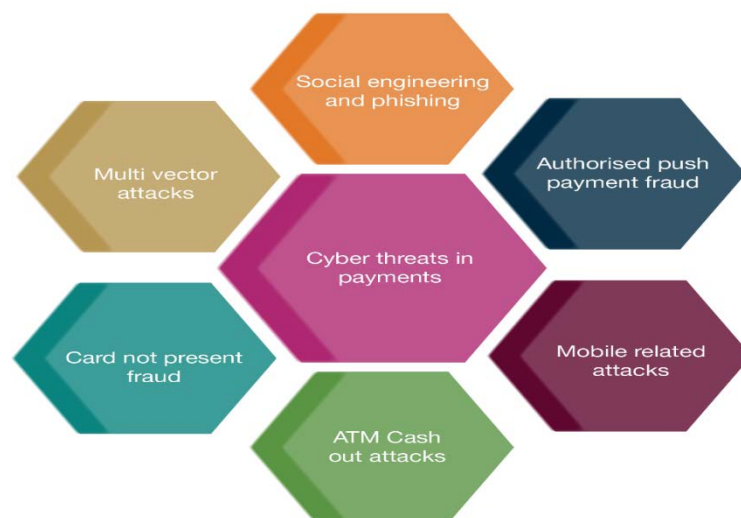 Social engineering
and phishing
Multi vector
attacks
Authorised push
payment fraud
Cyber threats in
payments
Card not present
fraud
Mobile related
attacks
ATM Cash
out attacks